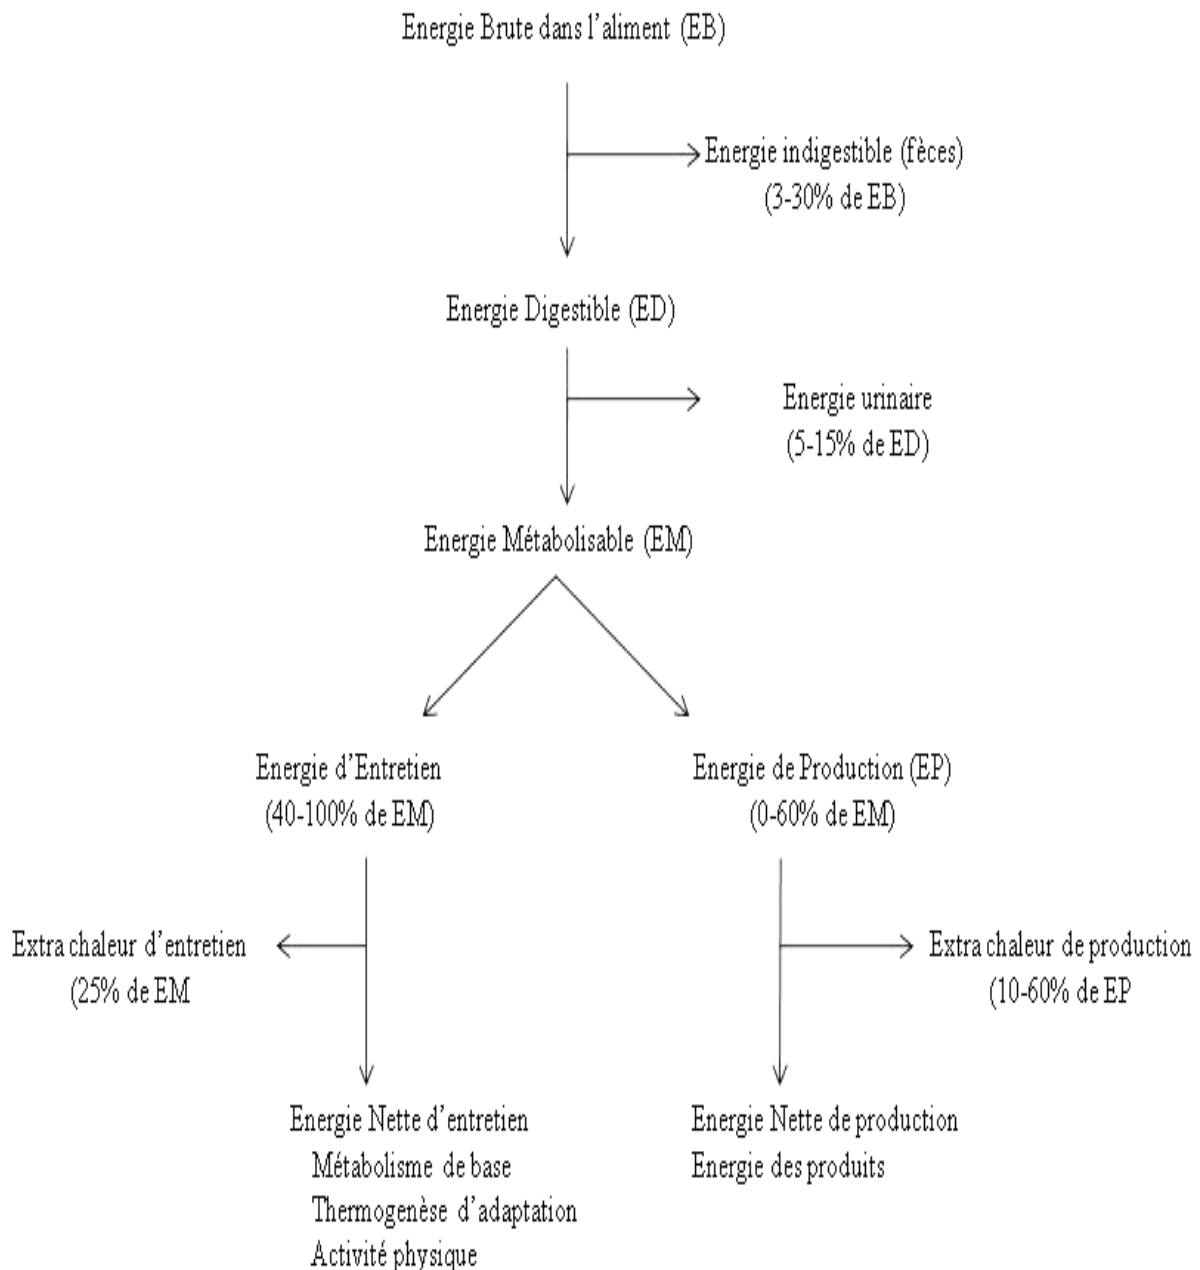 Energie Brute dans l'aliment (EB)
Energie indigestible (fèces)
(3-30% de EB)
Energie Digestible (ED)
Energie urinaire
(5-15% de ED)
Energie Métabolisable (EM)
Energie d'Entretien
(40-100% de EM)
Energie de Production (EP)
(0-60% de EM)
Extra chaleur d'entretien
(25% de EM
Extra chaleur de production
(10-60% de EP
Energie Nette d'entretien
Métabolisme de base
Thermogenèse d'adaptation
Activité physique
Energie Nette de production
Energie des produits